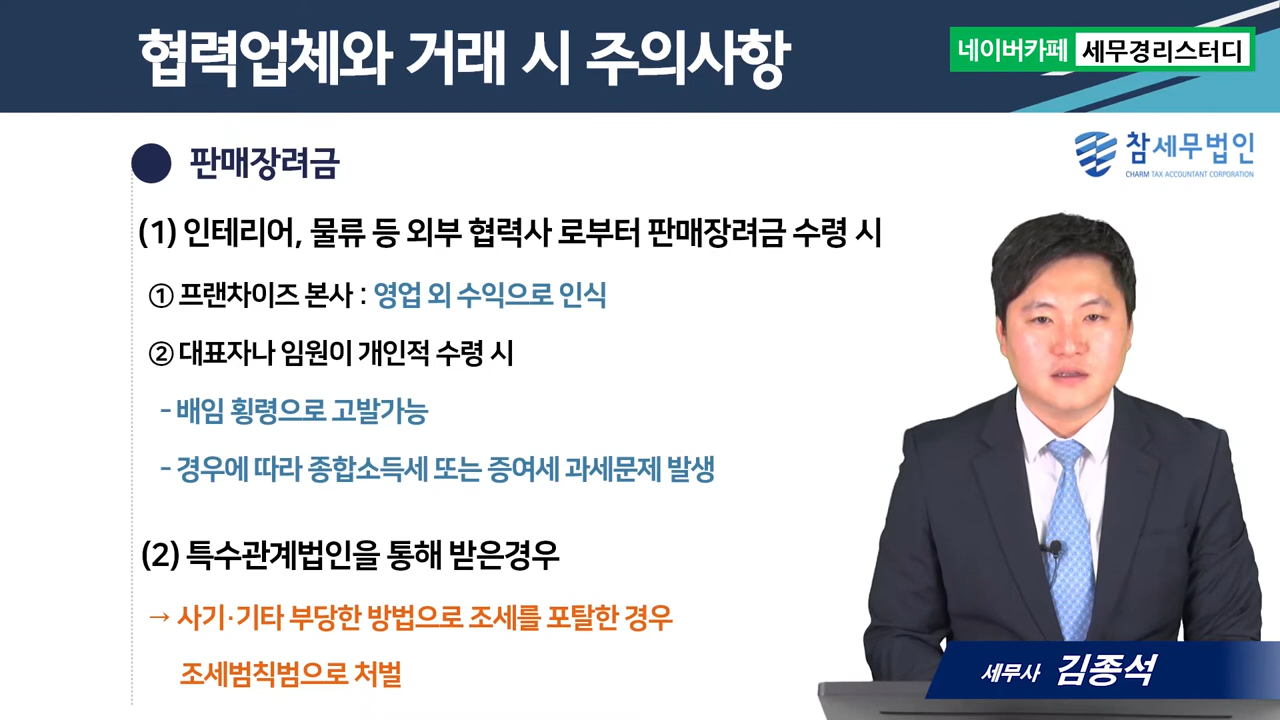 협력업체와 거래 시 주의사항
네이버카페 세무경리스터디
참세무법인
CHARM TAX ACCOUNTANT CORPORATION
판매장려금
(1) 인테리어, 물류 등 외부 협력사 로부터 판매장려금 수령 시
① 프랜차이즈 본사 : 영업 외 수익으로 인식
② 대표자나 임원이 개인적 수령 시
- 배임 횡령으로 고발가능
- 경우에 따라 종합소득세 또는 증여세 과세문제 발생
(2) 특수관계법인을 통해 받은경우
→ 사기·기타 부당한 방법으로 조세를 포탈한 경우
조세범칙범으로 처벌
세무사 김종석